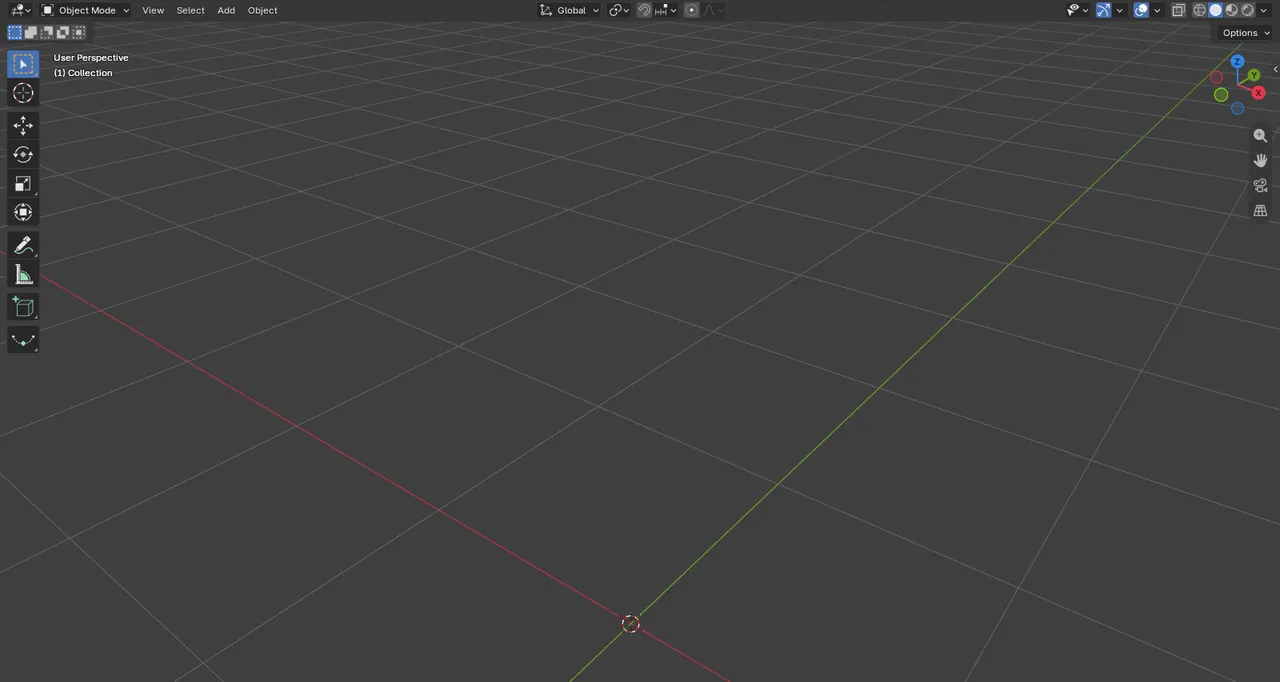 Object Mode View Select Add Object Global
Options
User Perspective
(1) Collection
Z
Y
X